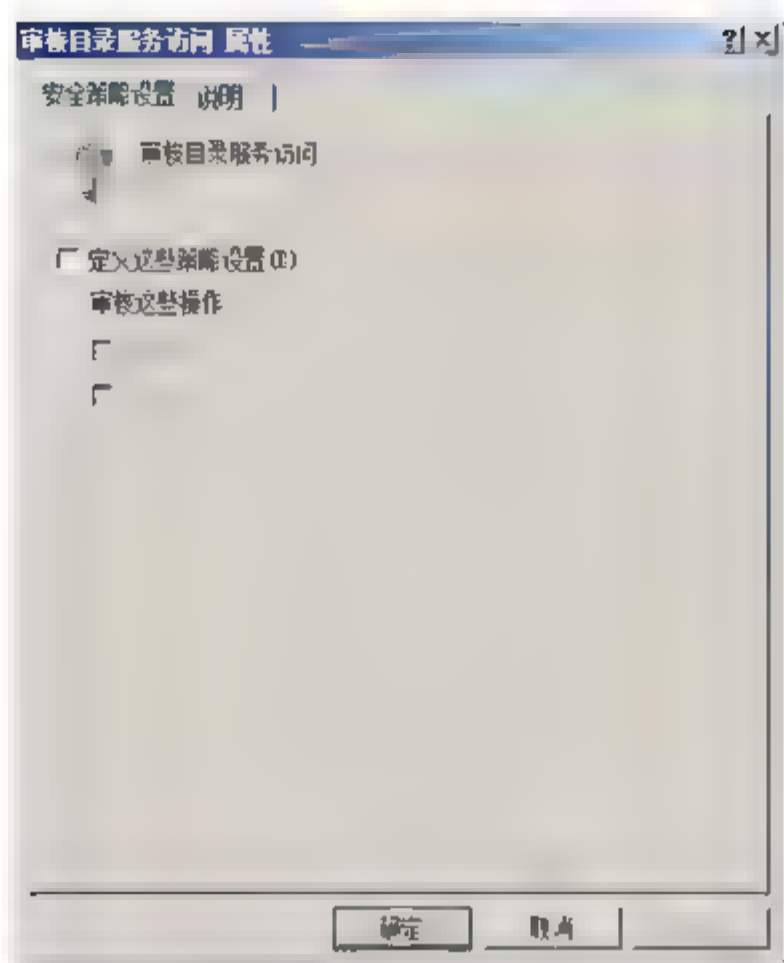 审核目录服务访问 属性
安全策略设置 说明
审核目录服务访问
定义这些策略设置(D)
审核这些操作
确定 取消